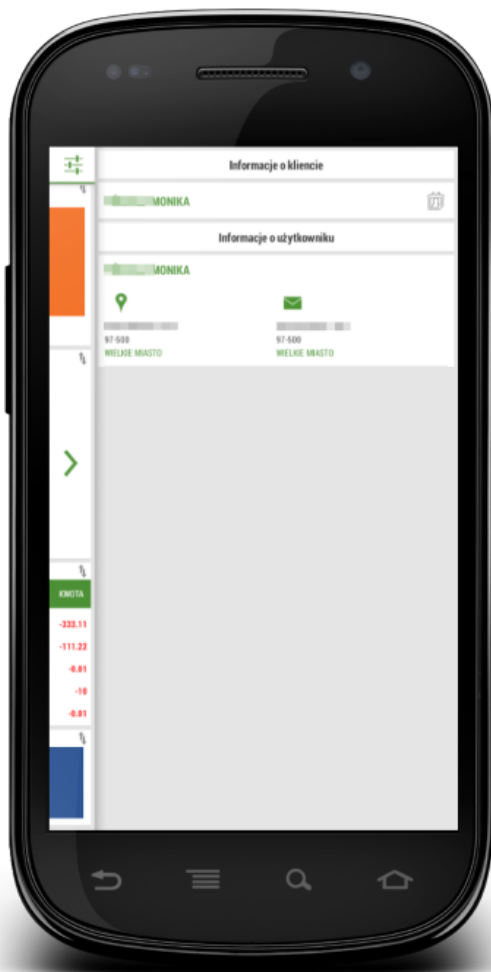 Informacje o kliencie
MONIKA
Informacje o użytkowniku
MONIKA
97-500
WIELKIE MIASTO
97-500
WIELKIE MIASTO
KWOTA
-333.11
-111.22
-0.01
-10
-0.01